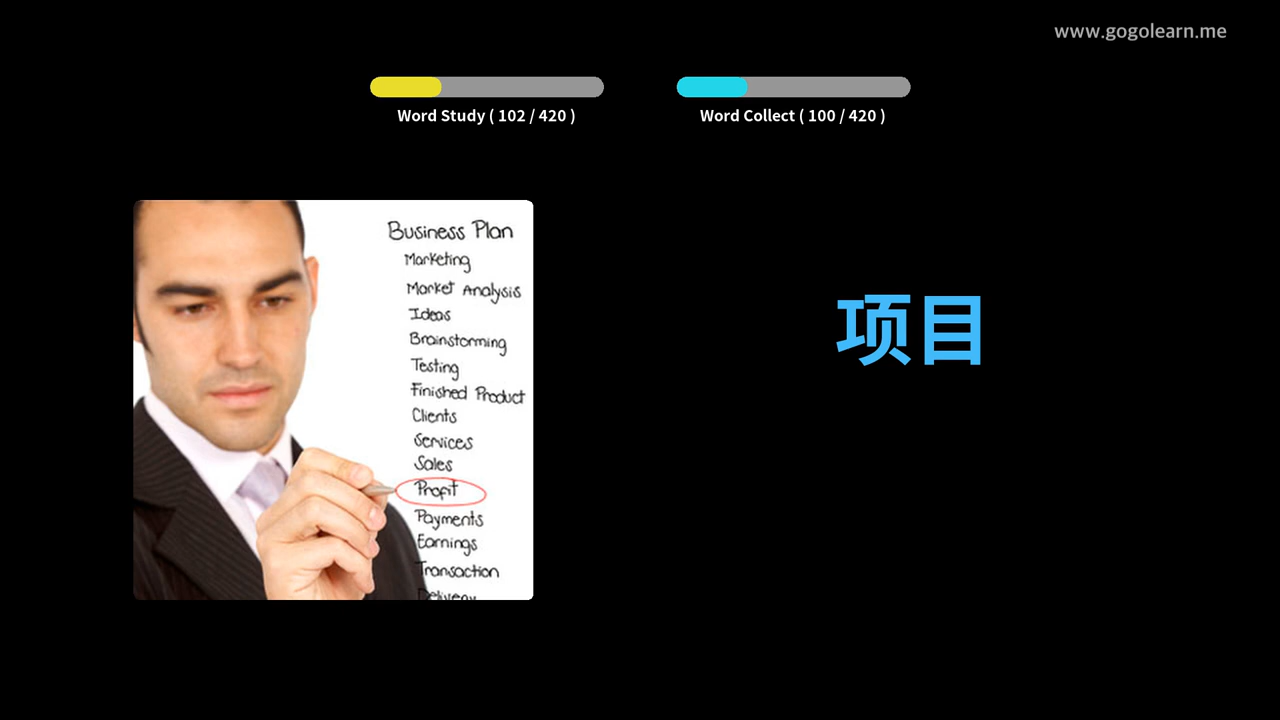 www.gogolearn.me
Word Study ( 102 / 420 )
Word Collect ( 100 / 420 )
Business Plan
Marketing
Market Analysis
Ideas
Brainstorming
Testing
Finished Product
Clients
Services
Sales
Profit
Payments
Earnings
Transaction
Delivery
项目